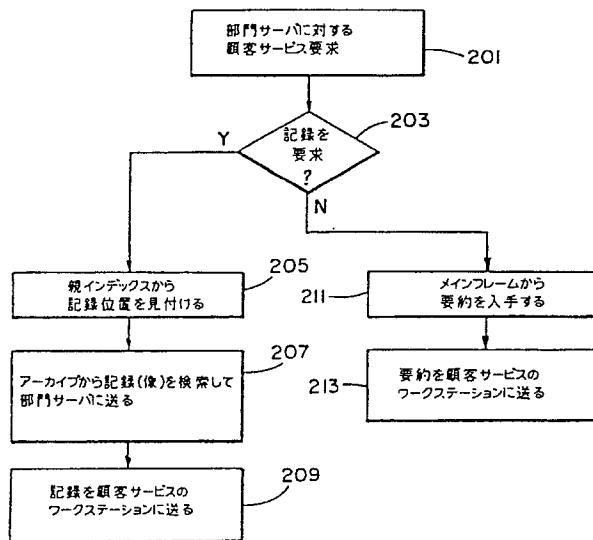 部門サーバに対する
顧客サービス要求
201
203
記録を
要求
?
Y
N
親インデックスから
記録位置を見付ける
205
211
メインフレームから
要約を入手する
207
アーカイブから記録(像)を検索して
部門サーバに送る
213
要約を顧客サービスの
ワークステーションに送る
209
記録を顧客サービスの
ワークステーションに送る